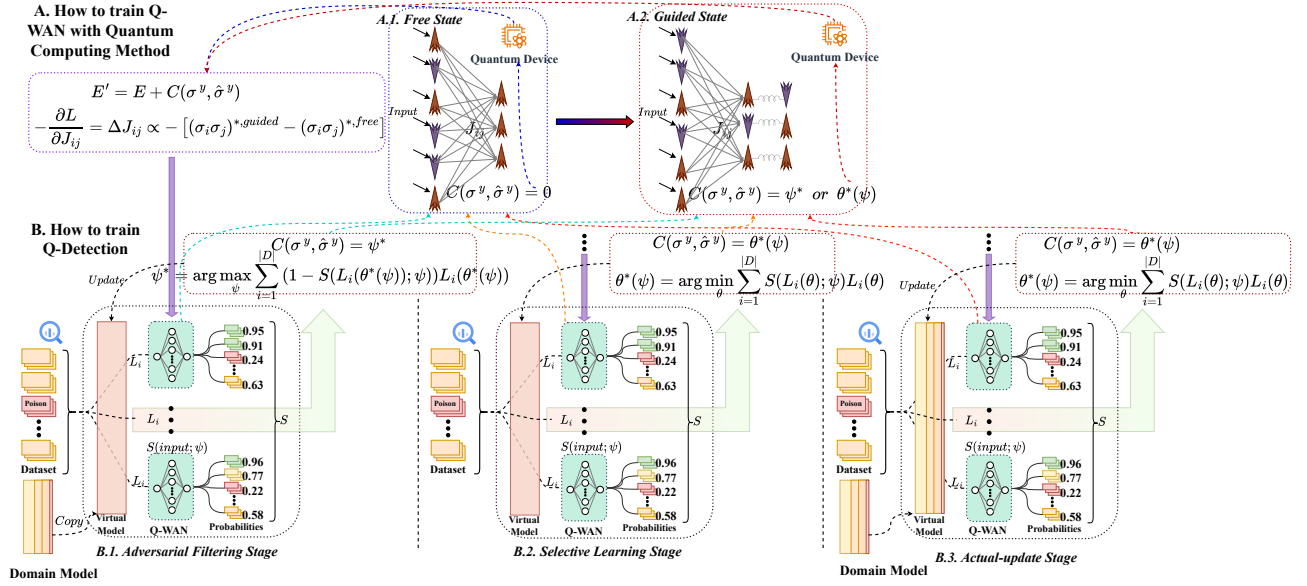 A. How to train Q-
WAN with Quantum
Computing Method
E′ = E + C(σ^y, σ̂^y)
−∂L/∂J_ij = ΔJ_ij ∝ −[(σ_iσ_j)^{*,guided} − (σ_iσ_j)^{*,free}]
A.1. Free State
Quantum Device
Input
J_ij
C(σ^y, σ̂^y) = 0
A.2. Guided State
Quantum Device
Input
J_ij
C(σ^y, σ̂^y) = ψ* or θ*(ψ)
B. How to train
Q-Detection
C(σ^y, σ̂^y) = ψ*
ψ* = arg max_ψ ∑_{i=1}^{|D|} (1 − S(L_i(θ*(ψ)); ψ))L_i(θ*(ψ))
Update
Poison
Dataset
Copy
Domain Model
Virtual
Model
L_i
L_i
L_i
0.95
0.91
0.24
0.63
S
S(input; ψ)
0.96
0.77
0.22
0.58
Q-WAN
Probabilities
B.1. Adversarial Filtering Stage
C(σ^y, σ̂^y) = θ*(ψ)
θ*(ψ) = arg min_θ ∑_{i=1}^{|D|} S(L_i(θ); ψ)L_i(θ)
Update
Poison
Dataset
Virtual
Model
L_i
L_i
L_i
0.95
0.91
0.24
0.63
S
S(input; ψ)
0.96
0.77
0.22
0.58
Q-WAN
Probabilities
B.2. Selective Learning Stage
C(σ^y, σ̂^y) = θ*(ψ)
θ*(ψ) = arg min_θ ∑_{i=1}^{|D|} S(L_i(θ); ψ)L_i(θ)
Update
Poison
Dataset
Domain Model
Virtual
Model
L_i
L_i
L_i
0.95
0.91
0.24
0.63
S
S(input; ψ)
0.96
0.77
0.22
0.58
Q-WAN
Probabilities
B.3. Actual-update Stage